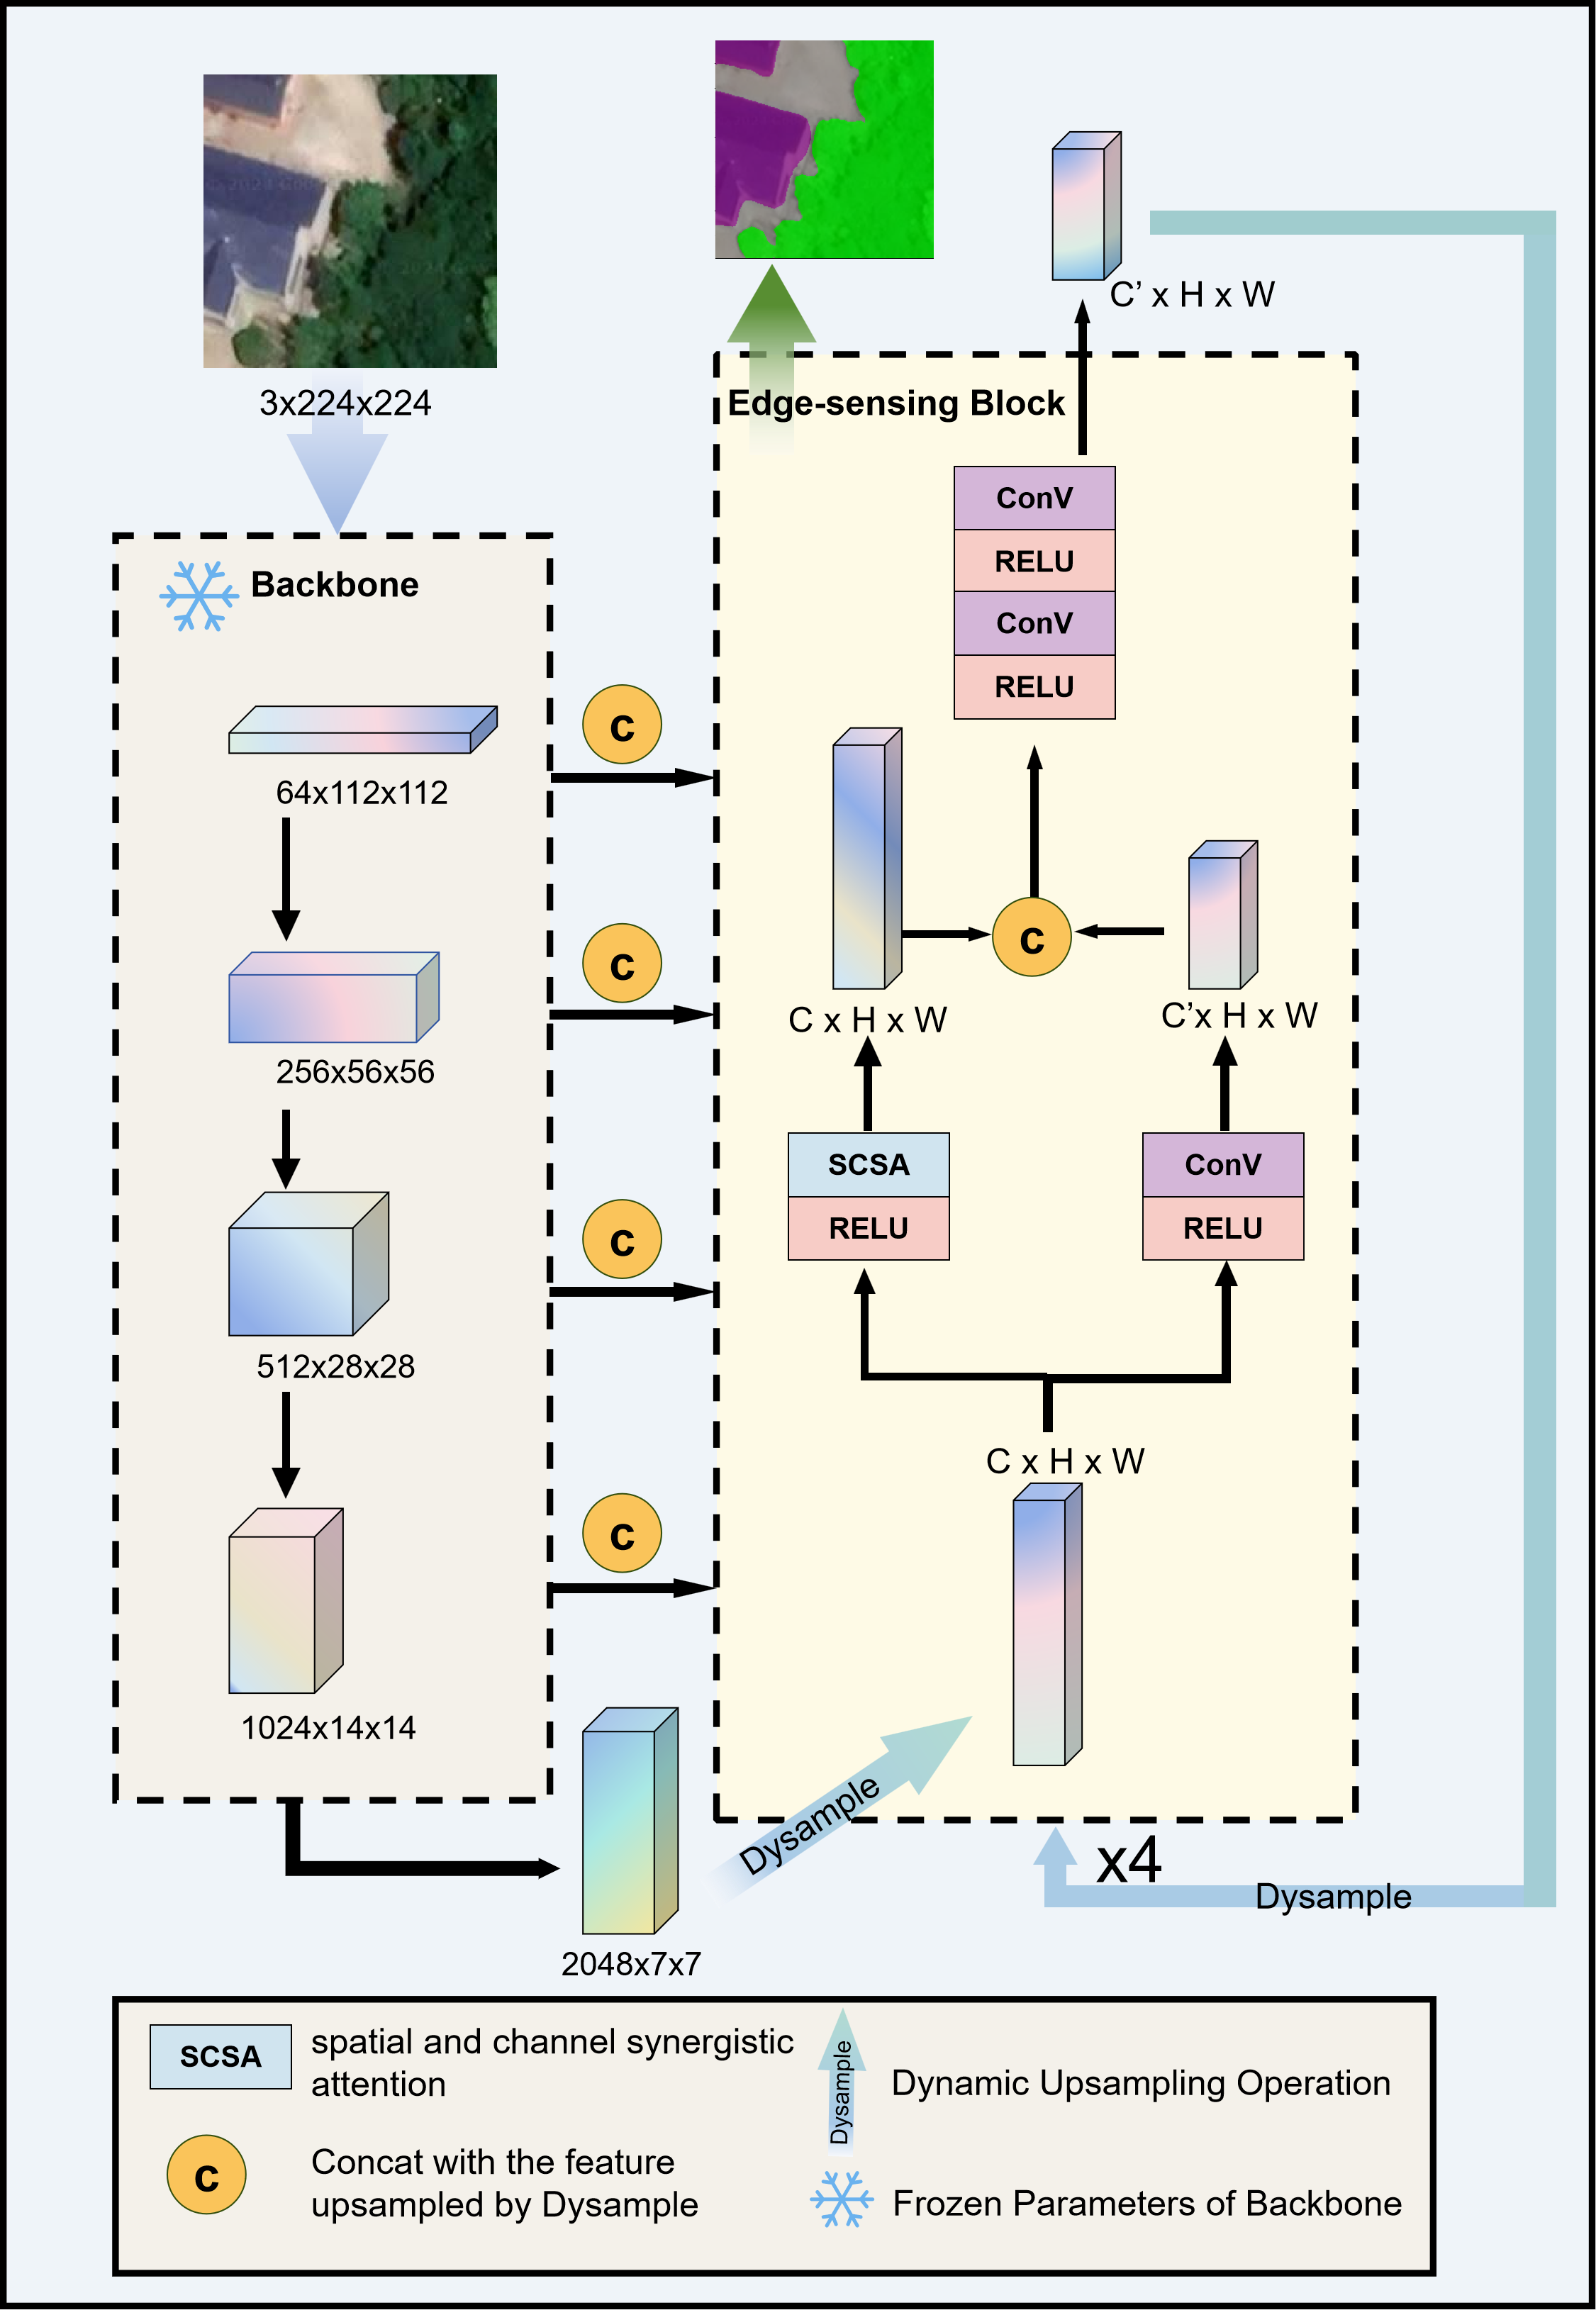 3x224x224
Backbone
64x112x112
256x56x56
512x28x28
1024x14x14
2048x7x7
c
c
c
c
Edge-sensing Block
C’ x H x W
ConV
RELU
ConV
RELU
c
C x H x W
C’x H x W
SCSA
RELU
ConV
RELU
C x H x W
Dysample
x4
Dysample
SCSA
spatial and channel synergistic
attention
c
Concat with the feature
upsampled by Dysample
Dysample
Dynamic Upsampling Operation
Frozen Parameters of Backbone